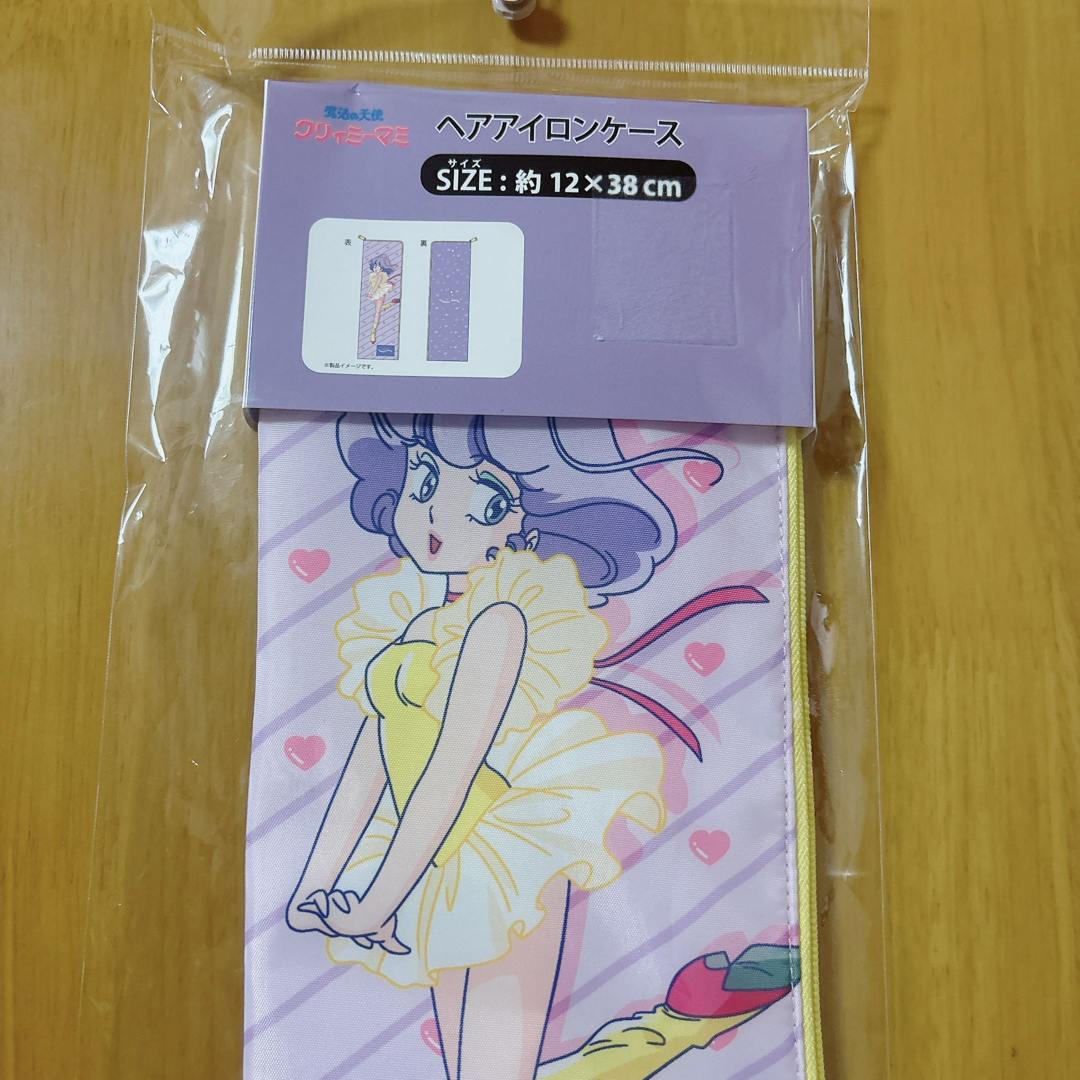 魔法の天使
クリィミーマミ
ヘアアイロンケース
サイズ
SIZE : 約 12×38 cm
表
裏
※製品イメージです。